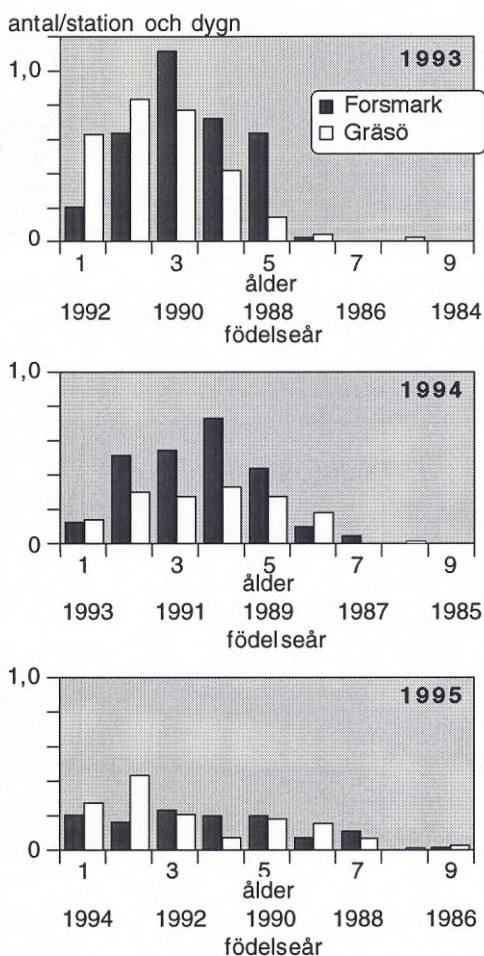 antal/station och dygn
1,0
1993
Forsmark
Gräsö
0
1 3 5 7 9
ålder
1992 1990 1988 1986 1984
födelseår
1,0
1994
0
1 3 5 7 9
ålder
1993 1991 1989 1987 1985
födelseår
1,0
1995
0
1 3 5 7 9
ålder
1994 1992 1990 1988 1986
födelseår